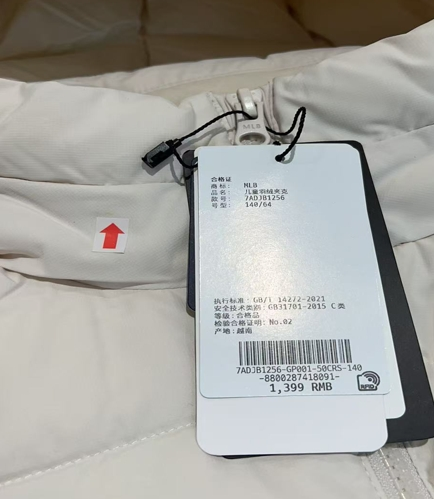 MLB
合格证
商标: MLB
品名: 儿童羽绒夹克
款号: 7ADJB1256
号型: 140/64
执行标准: GB/T 14272-2021
安全技术类别: GB31701-2015 C 类
等级: 合格品
检验合格证明: No.02
产地: 越南
7ADJB1256-GP001-50CRS-140
-8800287418091-
1,399 RMB
RFID